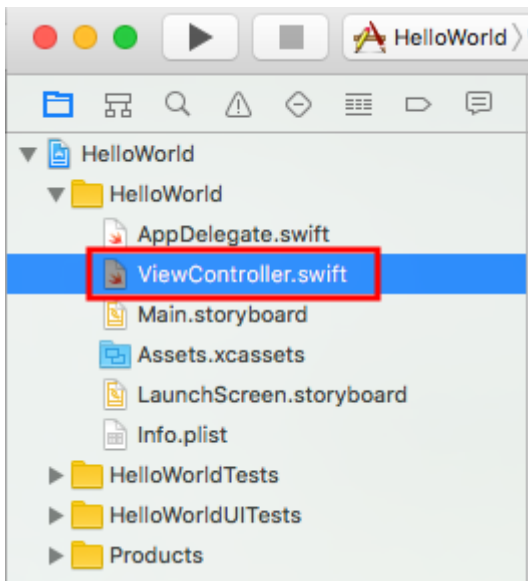 HelloWorld
HelloWorld
HelloWorld
AppDelegate.swift
ViewController.swift
Main.storyboard
Assets.xcassets
LaunchScreen.storyboard
Info.plist
HelloWorldTests
HelloWorldUITests
Products